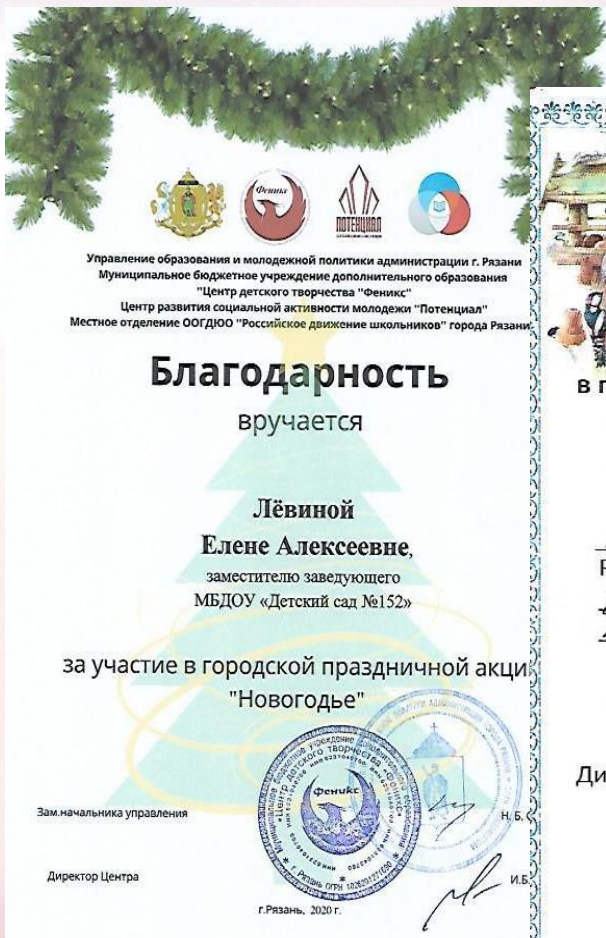 Феникс
ПОТЕНЦИАЛ
Управление образования и молодежной политики администрации г. Рязани
Муниципальное бюджетное учреждение дополнительного образования
"Центр детского творчества "Феникс"
Центр развития социальной активности молодежи "Потенциал"
Местное отделение ООГДЮО "Российское движение школьников" города Рязани
Благодарность
вручается
Лёвиной
Елене Алексеевне,
заместителю заведующего
МБДОУ «Детский сад №152»
за участие в городской праздничной акци
"Новогодье"
Феникс
Зам.начальника управления
Н. Б.
Директор Центра
И.Б.
г.Рязань, 2020 г.
в п
Ди